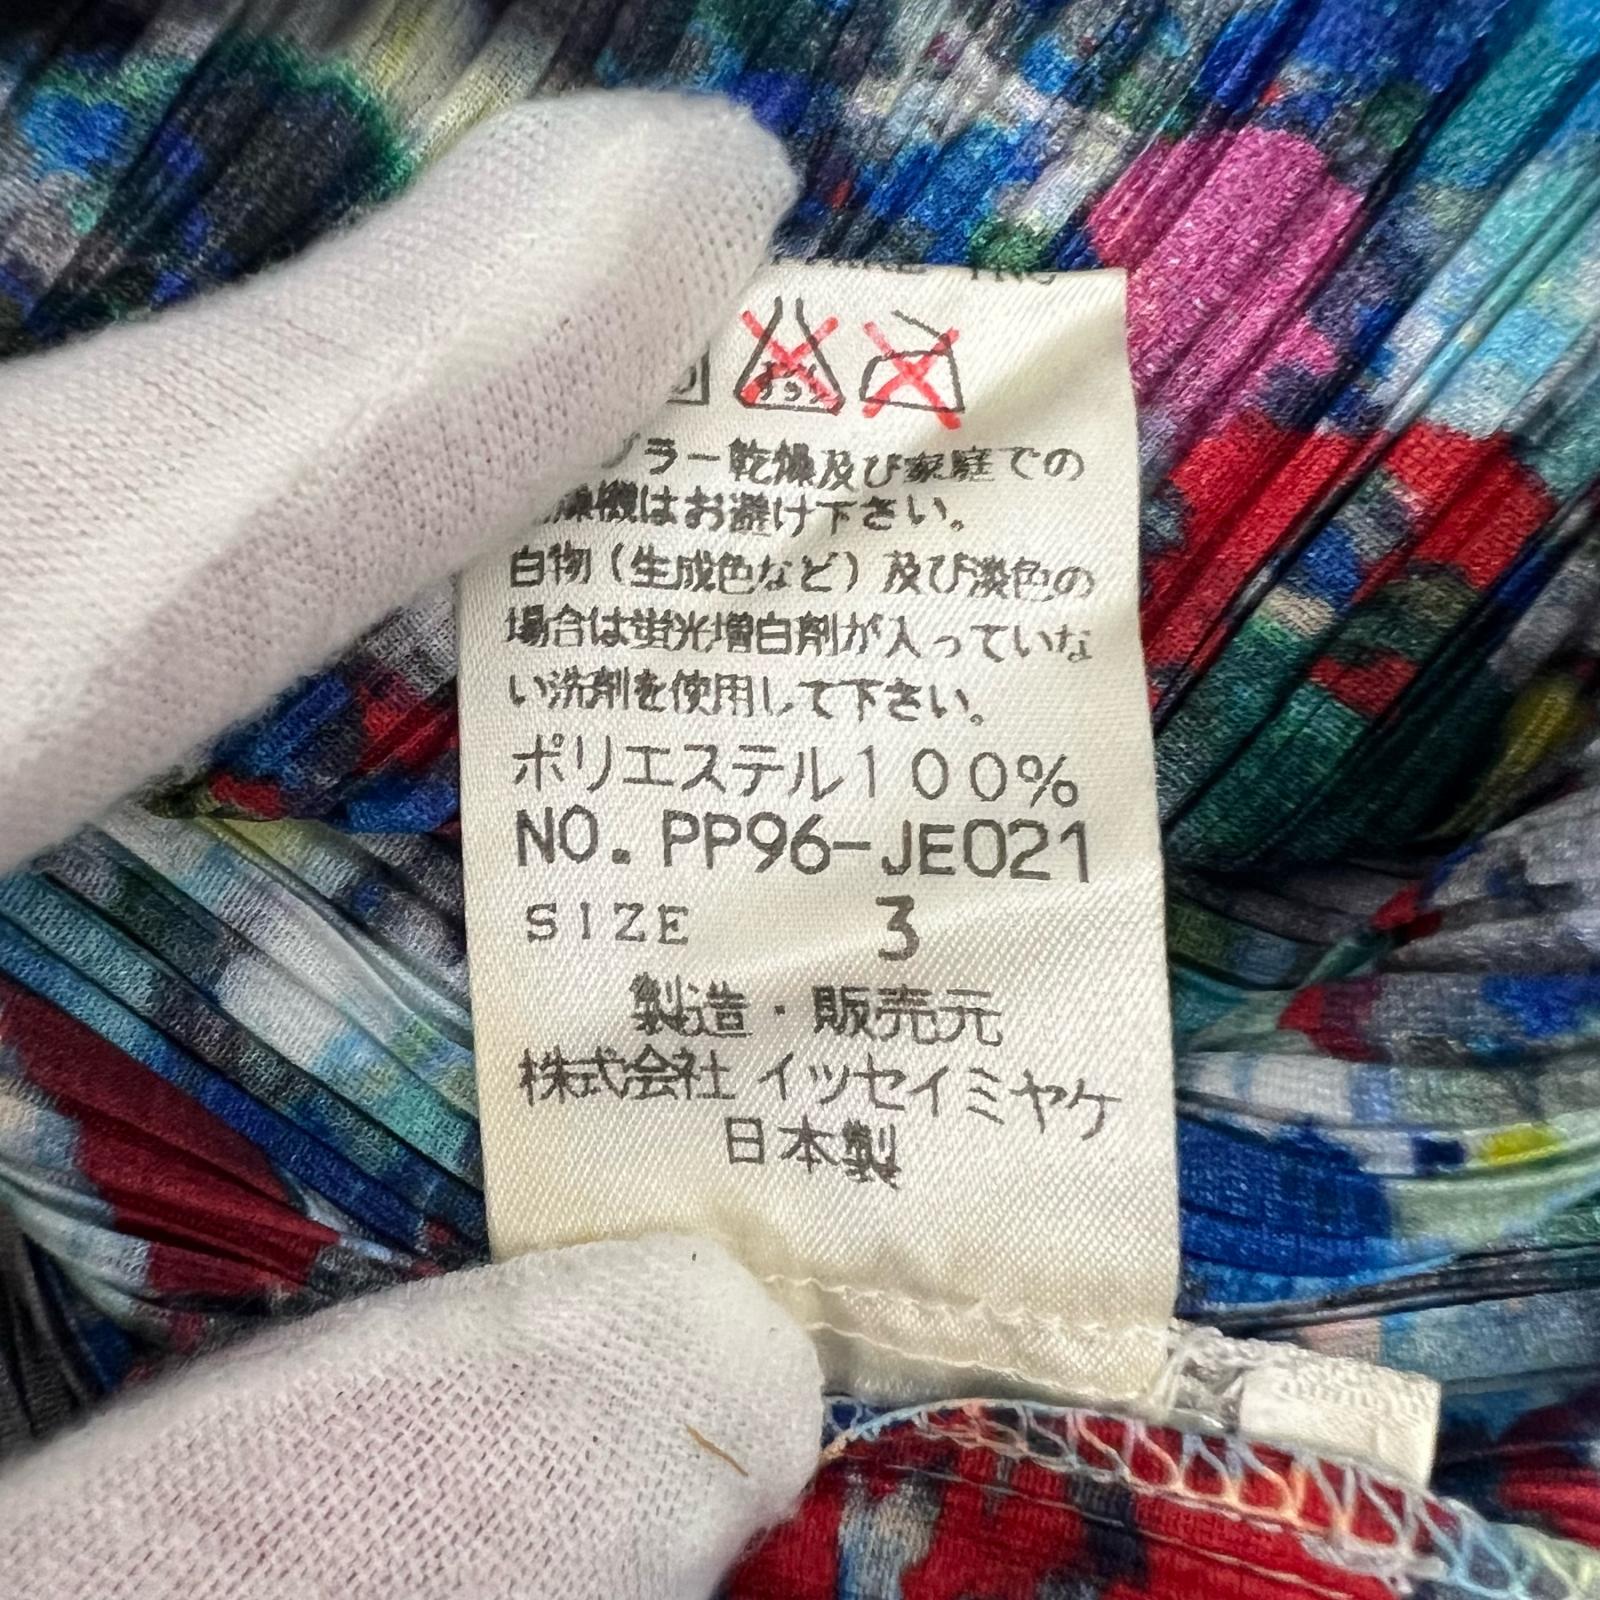 ラー乾燥及び家庭での
燥機はお避け下さい。
白物（生成色など）及び淡色の
場合は蛍光増白剤が入っていな
い洗剤を使用して下さい。
ポリエステル100%
NO. PP96-JE021
SIZE 3
製造・販売元
株式会社 イッセイミヤケ
日本製